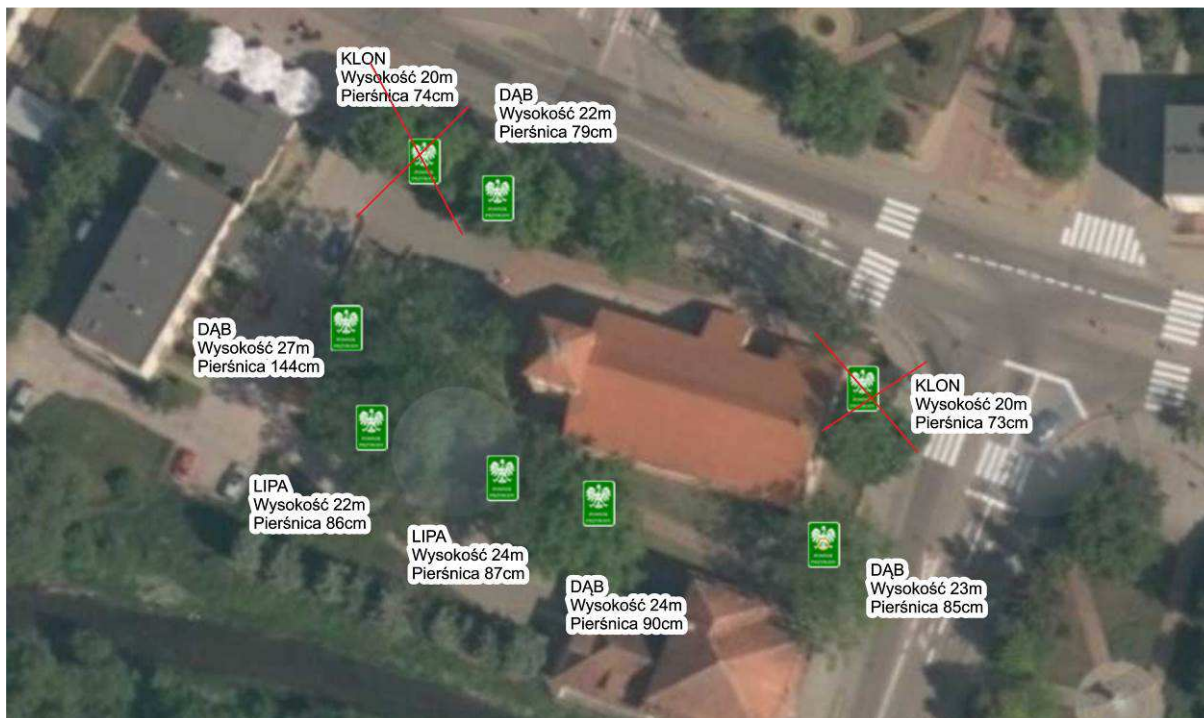 KLON
Wysokość 20m
Pierśnica 74cm
DĄB
Wysokość 22m
Pierśnica 79cm
DĄB
Wysokość 27m
Pierśnica 144cm
KLON
Wysokość 20m
Pierśnica 73cm
LIPA
Wysokość 22m
Pierśnica 86cm
LIPA
Wysokość 24m
Pierśnica 87cm
DĄB
Wysokość 24m
Pierśnica 90cm
DĄB
Wysokość 23m
Pierśnica 85cm